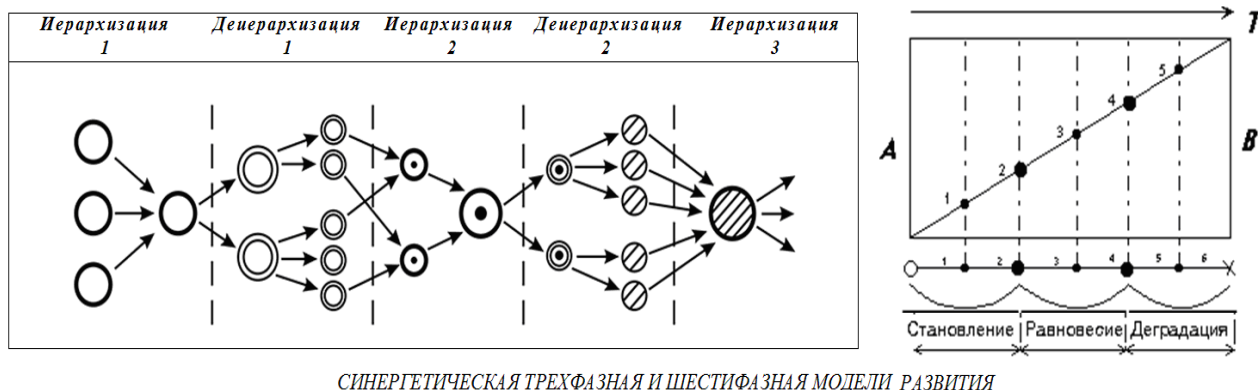 Иерархизация 1
Деиерархизация 1
Иерархизация 2
Деиерархизация 2
Иерархизация 3
T
A
B
1
2
3
4
5
1 2 3 4 5 6
Становление Равновесие Деградация
СИНЕРГЕТИЧЕСКАЯ ТРЕХФАЗНАЯ И ШЕСТИФАЗНАЯ МОДЕЛИ РАЗВИТИЯ